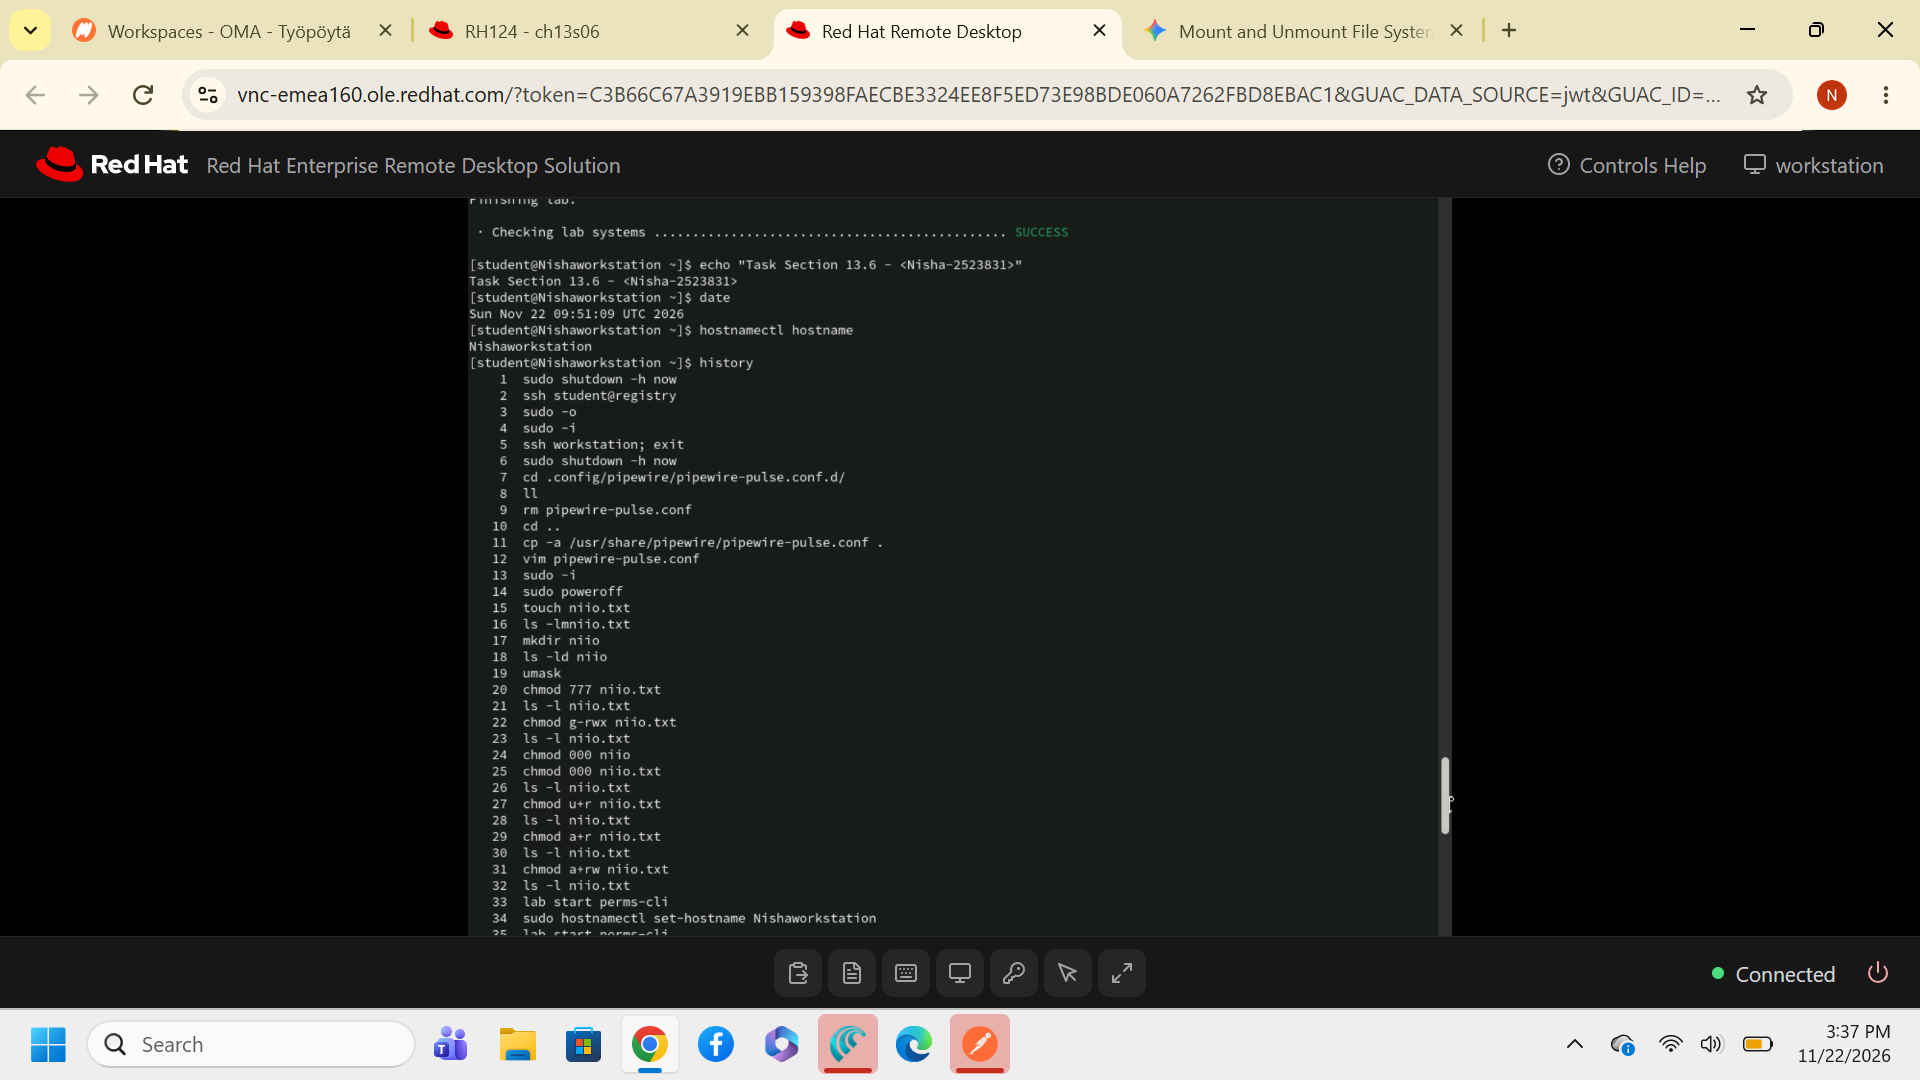 Workspaces - OMA - Työpöytä
RH124 - ch13s06
Red Hat Remote Desktop
Mount and Unmount File System
vnc-emea160.ole.redhat.com/?token=C3B66C67A3919EBB159398FAECBE3324EE8F5ED73E98BDE060A7262FBD8EBAC1&GUAC_DATA_SOURCE=jwt&GUAC_ID=...
N
Red Hat
Red Hat Enterprise Remote Desktop Solution
Controls Help
workstation
Finishing lab.
· Checking lab systems .............................................. SUCCESS
[student@Nishaworkstation ~]$ echo "Task Section 13.6 - <Nisha-2523831>"
Task Section 13.6 - <Nisha-2523831>
[student@Nishaworkstation ~]$ date
Sun Nov 22 09:51:09 UTC 2026
[student@Nishaworkstation ~]$ hostnamectl hostname
Nishaworkstation
[student@Nishaworkstation ~]$ history
1 sudo shutdown -h now
2 ssh student@registry
3 sudo -o
4 sudo -i
5 ssh workstation; exit
6 sudo shutdown -h now
7 cd .config/pipewire/pipewire-pulse.conf.d/
8 ll
9 rm pipewire-pulse.conf
10 cd ..
11 cp -a /usr/share/pipewire/pipewire-pulse.conf .
12 vim pipewire-pulse.conf
13 sudo -i
14 sudo poweroff
15 touch niio.txt
16 ls -lmniio.txt
17 mkdir niio
18 ls -ld niio
19 umask
20 chmod 777 niio.txt
21 ls -l niio.txt
22 chmod g-rwx niio.txt
23 ls -l niio.txt
24 chmod 000 niio
25 chmod 000 niio.txt
26 ls -l niio.txt
27 chmod u+r niio.txt
28 ls -l niio.txt
29 chmod a+r niio.txt
30 ls -l niio.txt
31 chmod a+rw niio.txt
32 ls -l niio.txt
33 lab start perms-cli
34 sudo hostnamectl set-hostname Nishaworkstation
35 lab start perms-cli
Connected
Search
3:37 PM
11/22/2026